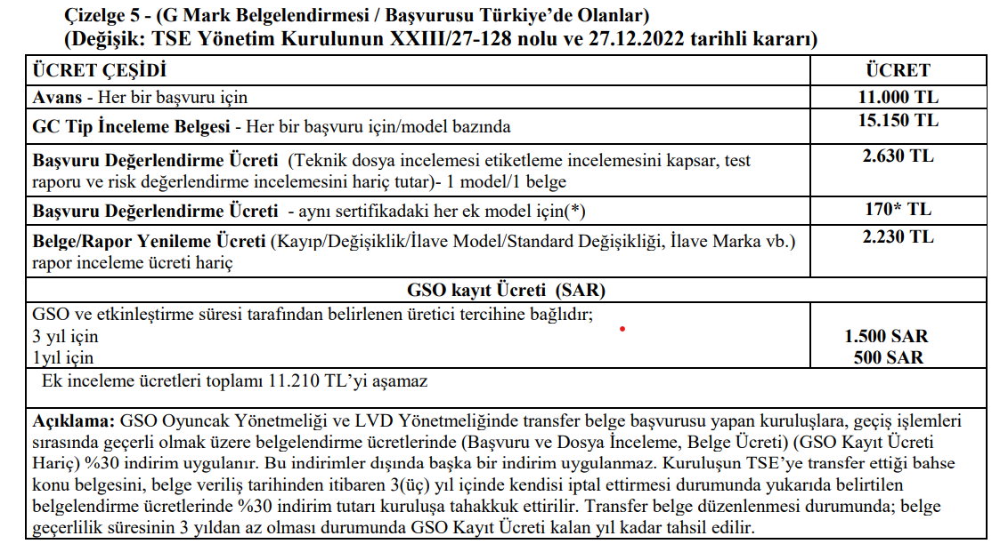 Çizelge 5 - (G Mark Belgelendirmesi / Başvurusu Türkiye’de Olanlar)
(Değişik: TSE Yönetim Kurulunun XXIII/27-128 nolu ve 27.12.2022 tarihli kararı)
ÜCRET ÇEŞİDİ ÜCRET
Avans - Her bir başvuru için 11.000 TL
GC Tip İnceleme Belgesi - Her bir başvuru için/model bazında 15.150 TL
Başvuru Değerlendirme Ücreti (Teknik dosya incelemesi etiketleme incelemesini kapsar, test 2.630 TL
raporu ve risk değerlendirme incelemesini hariç tutar)- 1 model/1 belge
Başvuru Değerlendirme Ücreti - aynı sertifikadaki her ek model için(*) 170* TL
Belge/Rapor Yenileme Ücreti (Kayıp/Değişiklik/İlave Model/Standard Değişikliği, İlave Marka vb.) 2.230 TL
rapor inceleme ücreti hariç
GSO kayıt Ücreti (SAR)
GSO ve etkinleştirme süresi tarafından belirlenen üretici tercihine bağlıdır;
3 yıl için 1.500 SAR
1yıl için 500 SAR
Ek inceleme ücretleri toplamı 11.210 TL’yi aşamaz
Açıklama: GSO Oyuncak Yönetmeliği ve LVD Yönetmeliğinde transfer belge başvurusu yapan kuruluşlara, geçiş işlemleri
sırasında geçerli olmak üzere belgelendirme ücretlerinde (Başvuru ve Dosya İnceleme, Belge Ücreti) (GSO Kayıt Ücreti
Hariç) %30 indirim uygulanır. Bu indirimler dışında başka bir indirim uygulanmaz. Kuruluşun TSE’ye transfer ettiği bahse
konu belgesini, belge veriliş tarihinden itibaren 3(üç) yıl içinde kendisi iptal ettirmesi durumunda yukarıda belirtilen
belgelendirme ücretlerinde %30 indirim tutarı kuruluşa tahakkuk ettirilir. Transfer belge düzenlenmesi durumunda; belge
geçerlilik süresinin 3 yıldan az olması durumunda GSO Kayıt Ücreti kalan yıl kadar tahsil edilir.